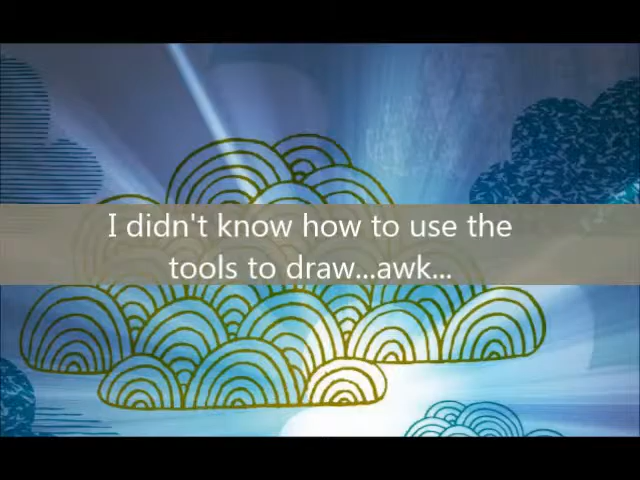 I didn't know how to use the
tools to draw...awk...